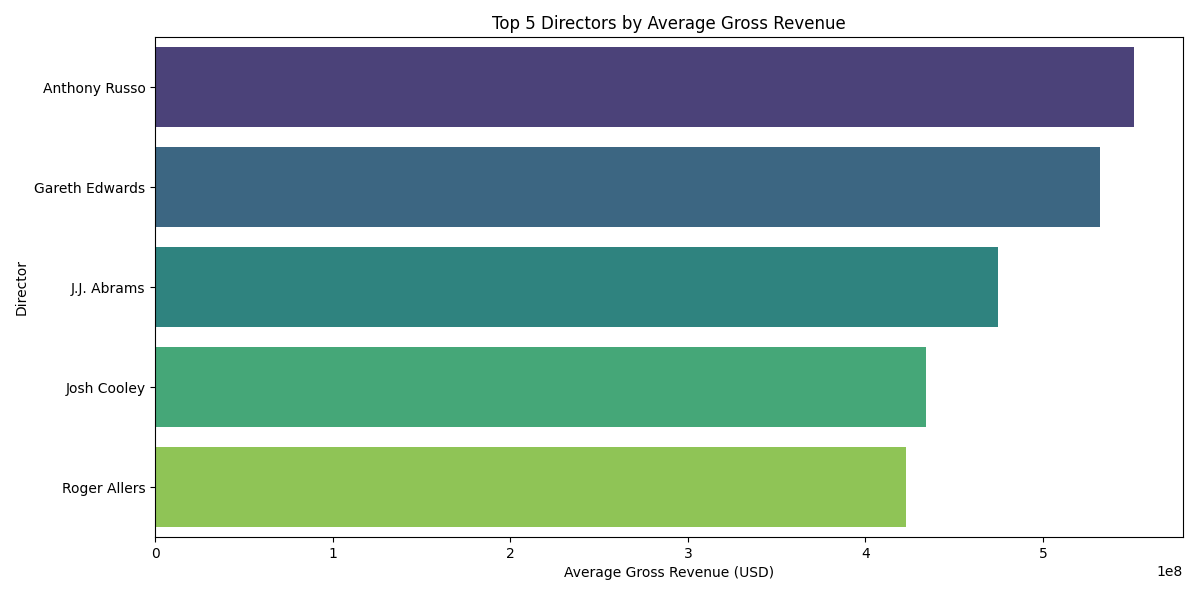 Top 5 Directors by Average Gross Revenue
Director
Anthony Russo
Gareth Edwards
J.J. Abrams
Josh Cooley
Roger Allers
0 1 2 3 4 5
1e8
Average Gross Revenue (USD)